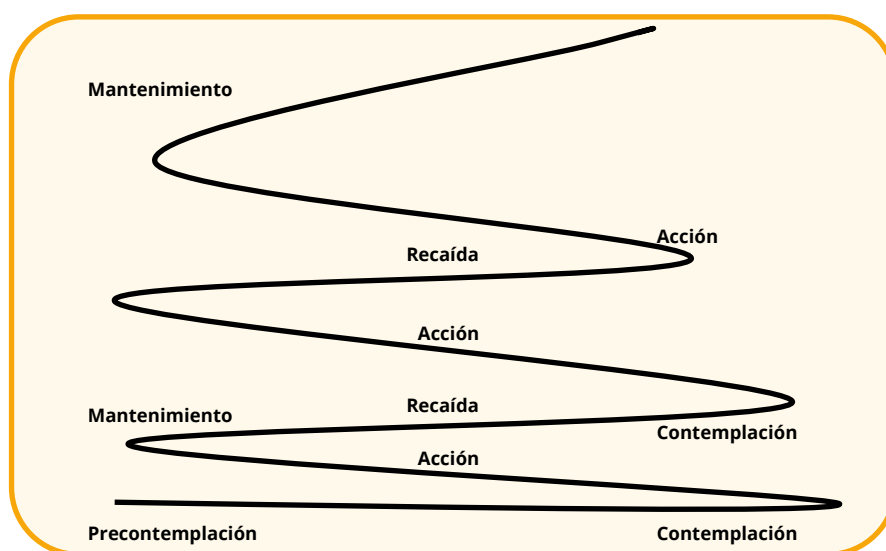 Mantenimiento
Acción
Recaída
Acción
Recaída
Mantenimiento
Contemplación
Acción
Precontemplación
Contemplación